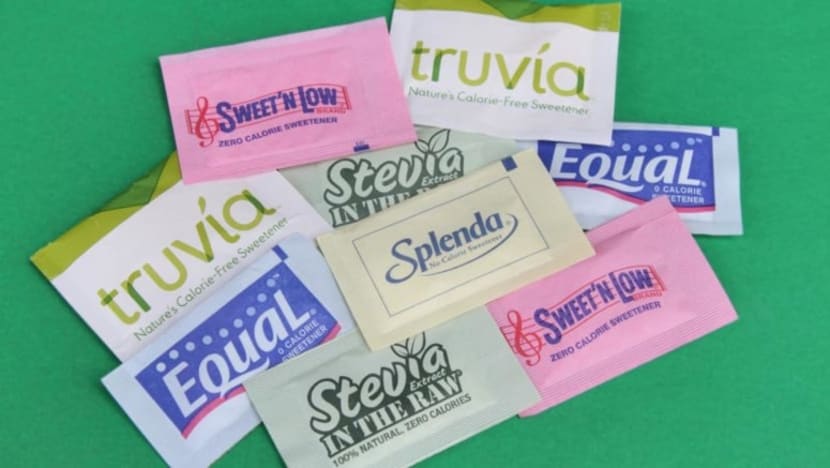 truvía
Nature's Calorie-Free Sweetener
SWEET'N LOW
BRAND
ZERO CALORIE SWEETENER
Stevia
Extract
IN THE RAW
EQUAL
0 CALORIE
SWEETENER
truvía
Nature's Calorie-Free Sweetener
Splenda
No Calorie Sweetener
SWEET'N LOW
BRAND
ZERO CALORIE SWEETENER
EQUAL
0 CALORIE
SWEETENER
Stevia
Extract
IN THE RAW
100% NATURAL, ZERO CALORIES